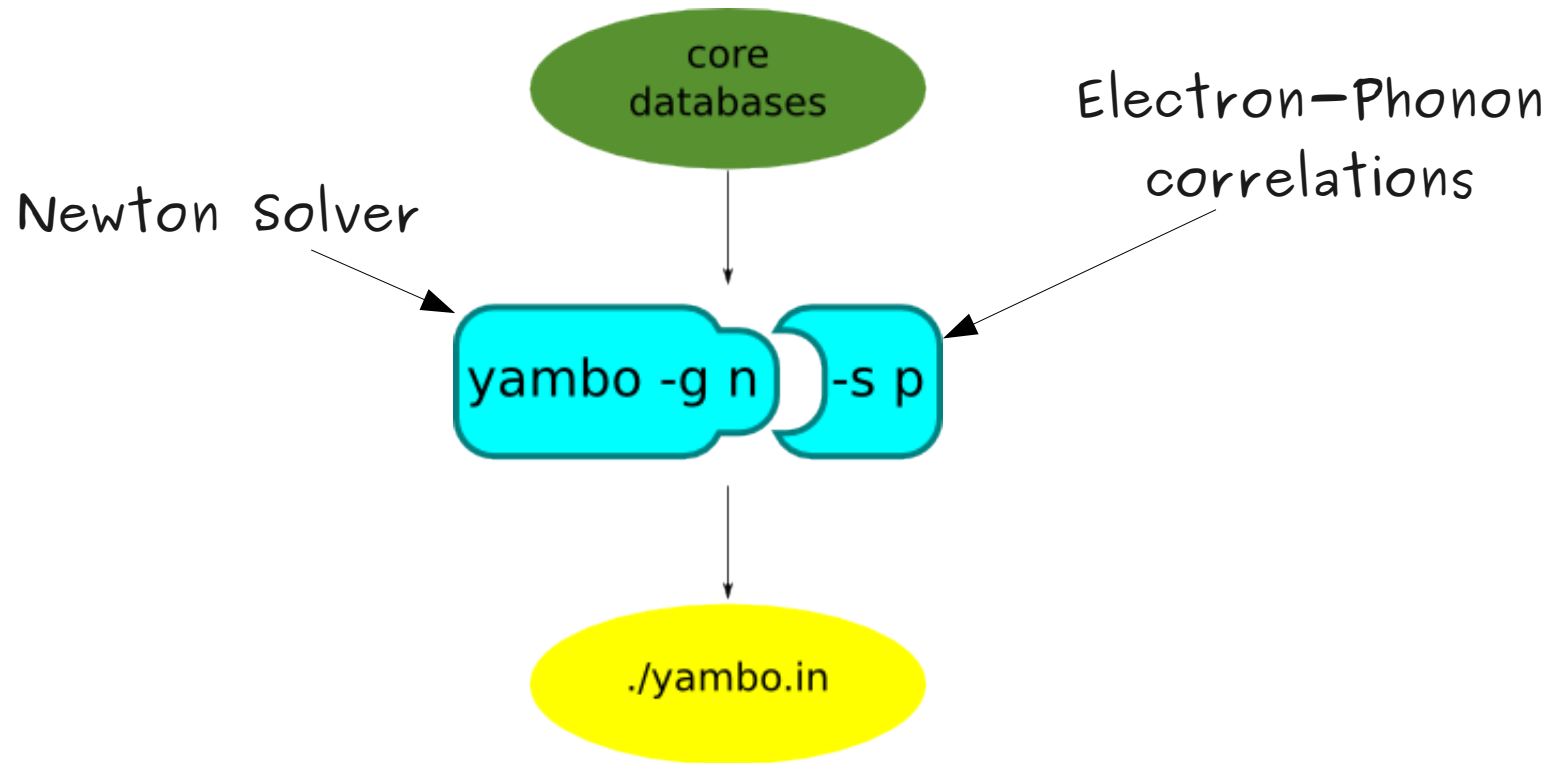 core
databases
Electron-Phonon
correlations
Newton Solver
yambo -g n
-s p
./yambo.in